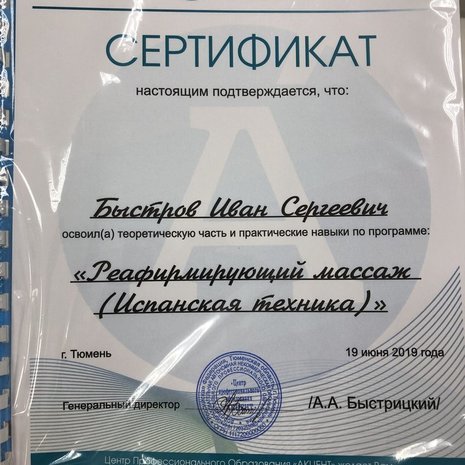 СЕРТИФИКАТ
настоящим подтверждается, что:
Быстров Иван Сергеевич
освоил(а) теоретическую часть и практические навыки по программе:
«Реафирмирующий массаж
(Испанская техника)»
г. Тюмень
19 июня 2019 года
Генеральный директор
/А.А. Быстрицкий/
Центр Профессионального Образования «АКЦЕНТ» желает